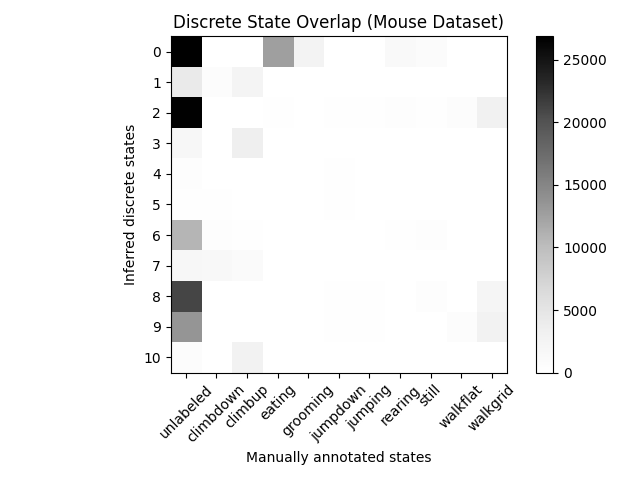 Discrete State Overlap (Mouse Dataset)
Inferred discrete states
0
1
2
3
4
5
6
7
8
9
10
unlabeled
climbdown
climbup
eating
grooming
jumpdown
jumping
rearing
still
walkflat
walkgrid
Manually annotated states
25000
20000
15000
10000
5000
0